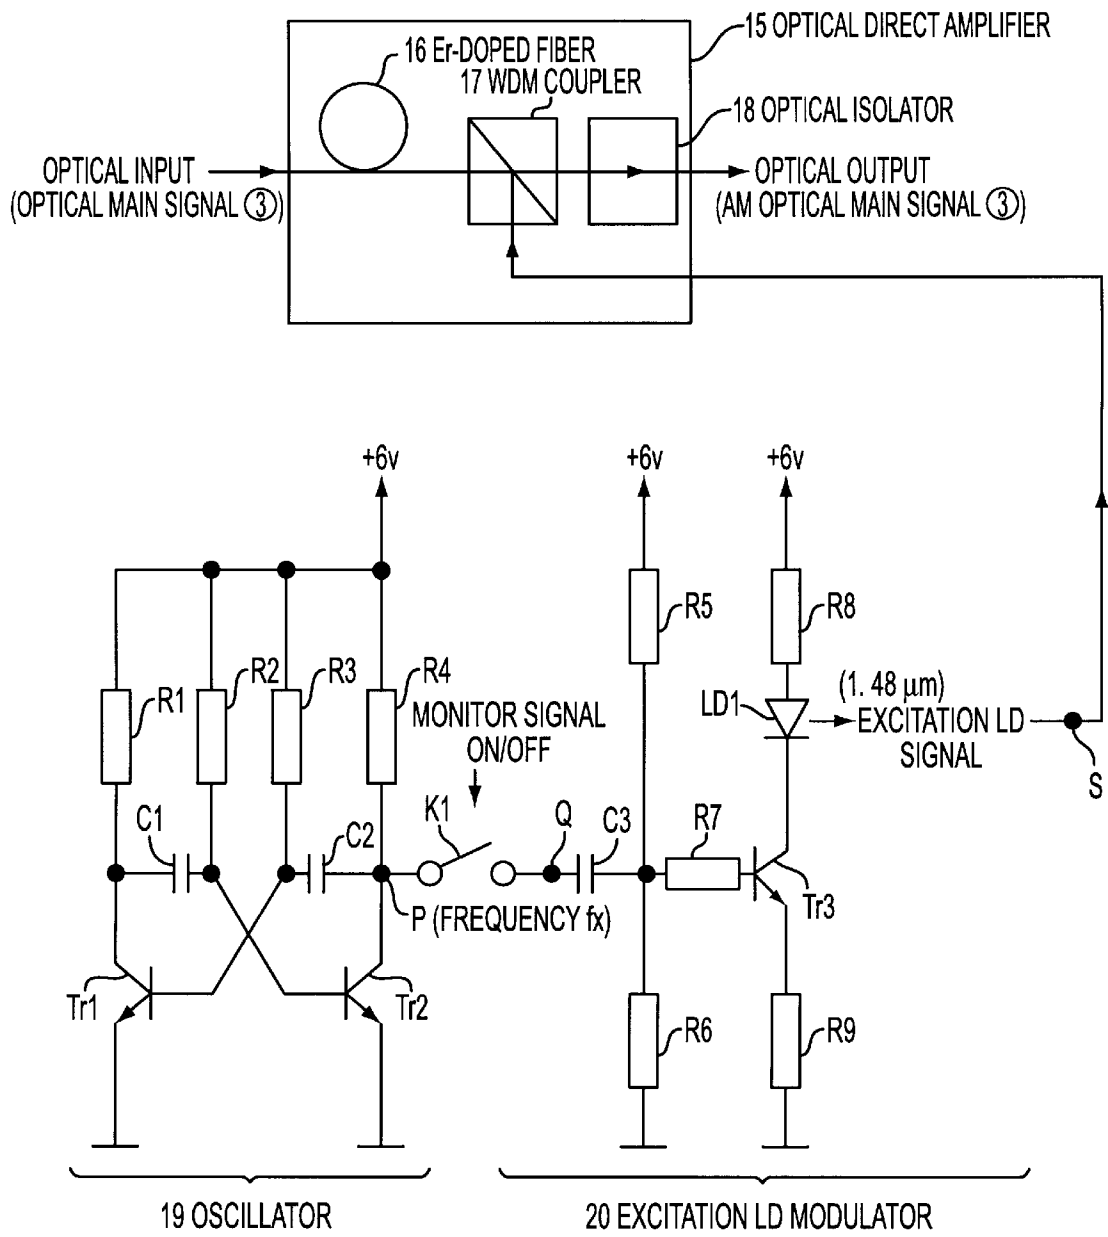 15 OPTICAL DIRECT AMPLIFIER
16 Er-DOPED FIBER
17 WDM COUPLER
18 OPTICAL ISOLATOR
OPTICAL INPUT
(OPTICAL MAIN SIGNAL ③)
OPTICAL OUTPUT
(AM OPTICAL MAIN SIGNAL ③)
+6v
+6v
+6v
R1
R2
R3
R4
R5
R8
MONITOR SIGNAL
ON/OFF
LD1
(1. 48 µm)
EXCITATION LD
SIGNAL
S
C1
C2
K1
Q
C3
R7
Tr3
P (FREQUENCY fx)
Tr1
Tr2
R6
R9
19 OSCILLATOR
20 EXCITATION LD MODULATOR